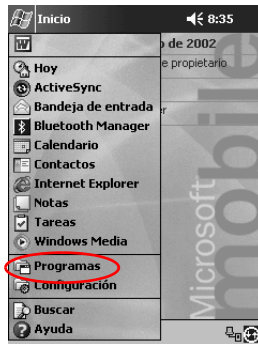 Inicio 8:35
de 2002
Hoy
e propietario
ActiveSync
Bandeja de entrada
Bluetooth Manager
Calendario
Contactos
Internet Explorer
Notas
Tareas
Windows Media
Programas
Configuración
Buscar
Ayuda
Microsoft
mobile